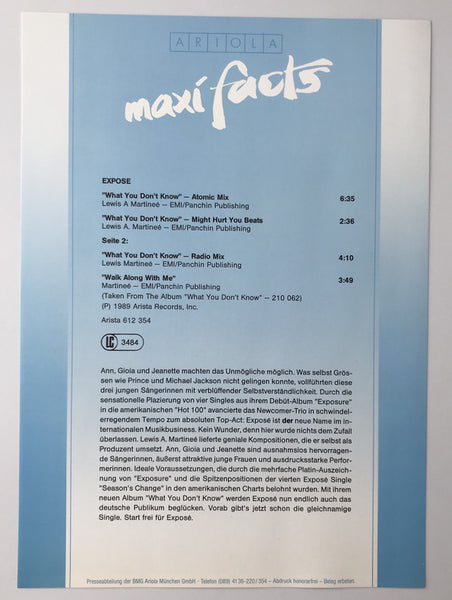 ARIOLA
maxi facts
EXPOSE
"What You Don't Know" – Atomic Mix 6:35
Lewis A Martineé – EMI/Panchin Publishing
"What You Don't Know" – Might Hurt You Beats 2:36
Lewis A. Martineé – EMI/Panchin Publishing
Seite 2:
"What You Don't Know" – Radio Mix 4:10
Lewis Martineé – EMI/Panchin Publishing
"Walk Along With Me" 3:49
Martineé – EMI/Panchin Publishing
(Taken From The Album "What You Don't Know" – 210 062)
(P) 1989 Arista Records, Inc.
Arista 612 354
LC 3484
Ann, Gioia und Jeanette machten das Unmögliche möglich. Was selbst Grös-
sen wie Prince und Michael Jackson nicht gelingen konnte, vollführten diese
drei jungen Sängerinnen mit verblüffender Selbstverständlichkeit. Durch die
sensationelle Plazierung von vier Singles aus ihrem Debüt-Album "Exposure"
in die amerikanischen "Hot 100" avancierte das Newcomer-Trio in schwindel-
erregendem Tempo zum absoluten Top-Act: Exposé ist der neue Name im in-
ternationalen Musikbusiness. Kein Wunder, denn hier wurde nichts dem Zufall
überlassen. Lewis A. Martineé lieferte geniale Kompositionen, die er selbst als
Produzent umsetzt. Ann, Gioia und Jeanette sind ausnahmslos hervorragen-
de Sängerinnen, äußerst attraktive junge Frauen und ausdrucksstarke Perfor-
merinnen. Ideale Voraussetzungen, die durch die mehrfache Platin-Auszeich-
nung von "Exposure" und die Spitzenpositionen der vierten Exposé Single
"Season's Change" in den amerikanischen Charts belohnt wurden. Mit ihrem
neuen Album "What You Don't Know" werden Exposé nun endlich auch das
deutsche Publikum beglücken. Vorab gibt's jetzt schon die gleichnamige
Single. Start frei für Exposé.
Presseabteilung der BMG Ariola München GmbH · Telefon (089) 4136-220/354 – Abdruck honorarfrei – Beleg erbeten.